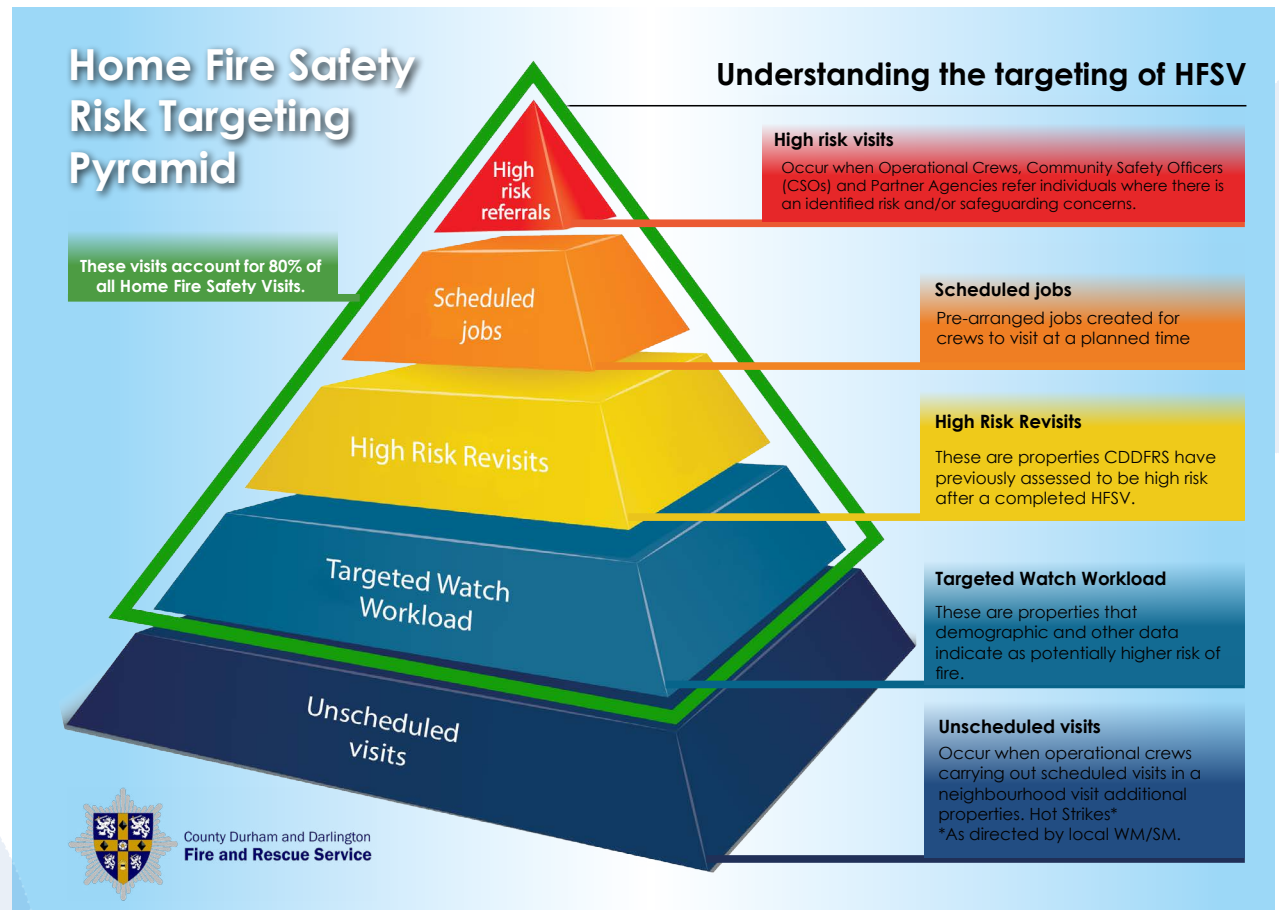 Home Fire Safety
Risk Targeting
Pyramid
Understanding the targeting of HFSV
These visits account for 80% of
all Home Fire Safety Visits.
High
risk
referrals
High risk visits
Occur when Operational Crews, Community Safety Officers
(CSOs) and Partner Agencies refer individuals where there is
an identified risk and/or safeguarding concerns.
Scheduled
jobs
Scheduled jobs
Pre-arranged jobs created for
crews to visit at a planned time
High Risk Revisits
High Risk Revisits
These are properties CDDFRS have
previously assessed to be high risk
after a completed HFSV.
Targeted Watch
Workload
Targeted Watch Workload
These are properties that
demographic and other data
indicate as potentially higher risk of
fire.
Unscheduled
visits
Unscheduled visits
Occur when operational crews
carrying out scheduled visits in a
neighbourhood visit additional
properties. Hot Strikes*
*As directed by local WM/SM.
County Durham and Darlington
Fire and Rescue Service